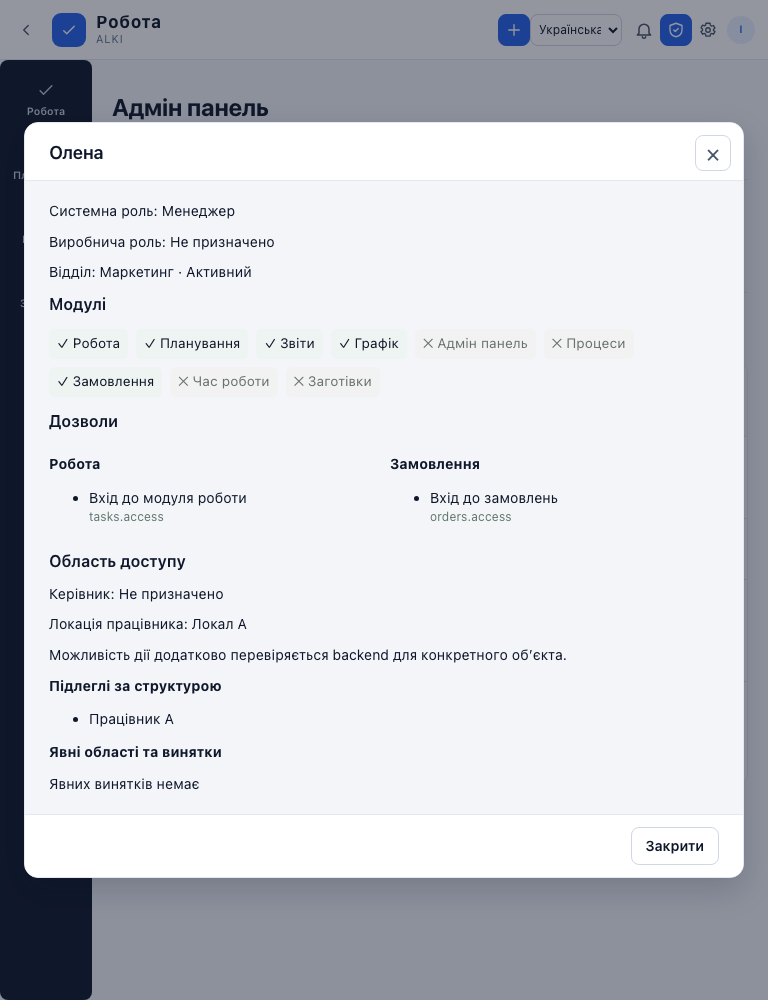 Робота
ALKI
Українська
I
Робота
Адмін панель
Олена
Системна роль: Менеджер
Виробнича роль: Не призначено
Відділ: Маркетинг · Активний
Модулі
Робота
Планування
Звіти
Графік
Адмін панель
Процеси
Замовлення
Час роботи
Заготівки
Дозволи
Робота
Вхід до модуля роботи
tasks.access
Замовлення
Вхід до замовлень
orders.access
Область доступу
Керівник: Не призначено
Локація працівника: Локал A
Можливість дії додатково перевіряється backend для конкретного обʼєкта.
Підлеглі за структурою
Працівник A
Явні області та винятки
Явних винятків немає
Закрити